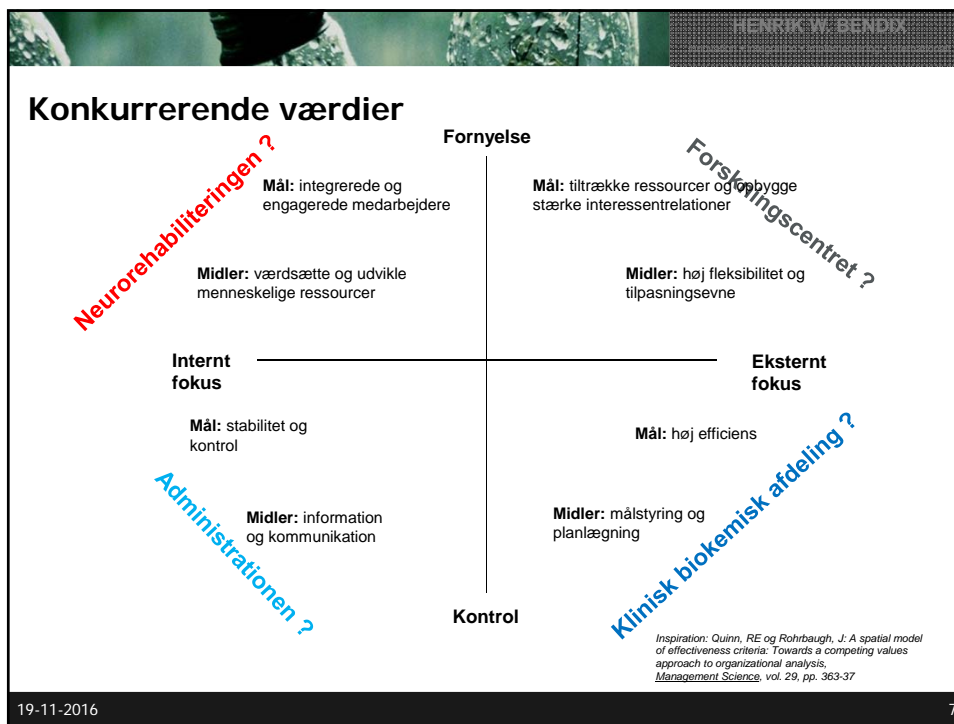 HENRIK W. BENDIX
Konkurrerende værdier
Fornyelse
Neurorehabiliteringen ?
Mål: integrerede og
engagerede medarbejdere
Midler: værdsætte og udvikle
menneskelige ressourcer
Forskningscentret ?
Mål: tiltrække ressourcer og opbygge
stærke interessentrelationer
Midler: høj fleksibilitet og
tilpasningsevne
Internt
fokus
Eksternt
fokus
Mål: stabilitet og
kontrol
Midler: information
og kommunikation
Administrationen ?
Mål: høj efficiens
Midler: målstyring og
planlægning
Klinisk biokemisk afdeling ?
Kontrol
Inspiration: Quinn, RE og Rohrbaugh, J: A spatial model
of effectiveness criteria: Towards a competing values
approach to organizational analysis,
Management Science, vol. 29, pp. 363-37
19-11-2016
7